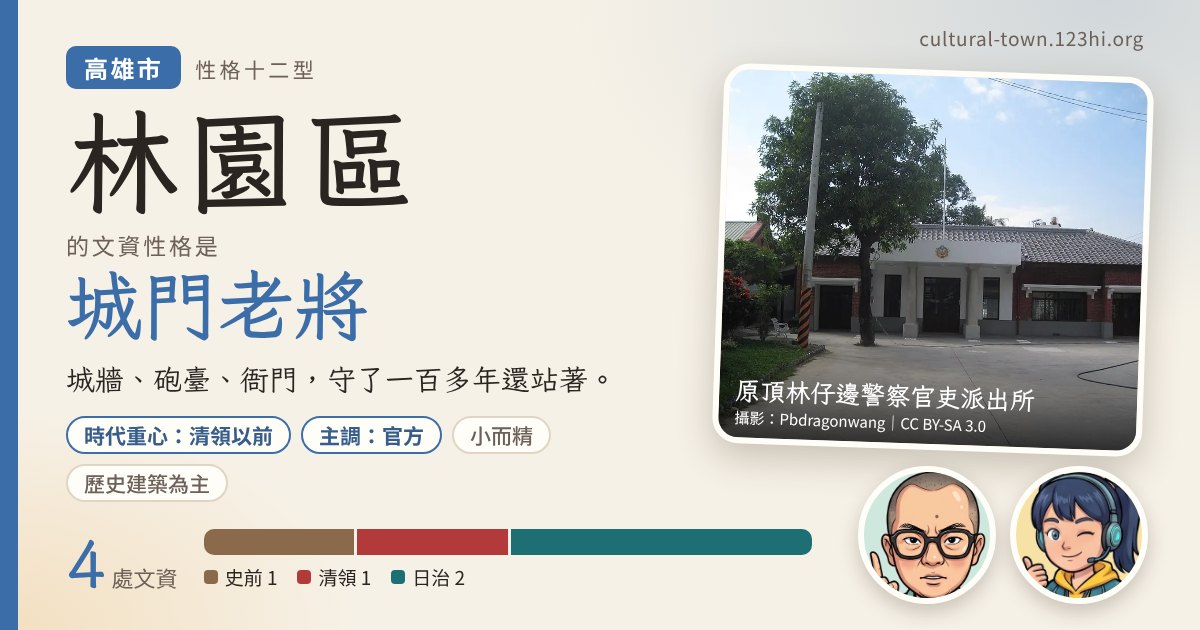 cultural-town.123hi.org
高雄市 性格十二型
林園區
的文資性格是
城門老將
城牆、砲臺、衙門，守了一百多年還站著。
時代重心：清領以前 主調：官方 小而精
歷史建築為主
4 處文資
史前 1 清領 1 日治 2
原頂林仔邊警察官吏派出所
攝影：Pbdragonwang｜CC BY-SA 3.0